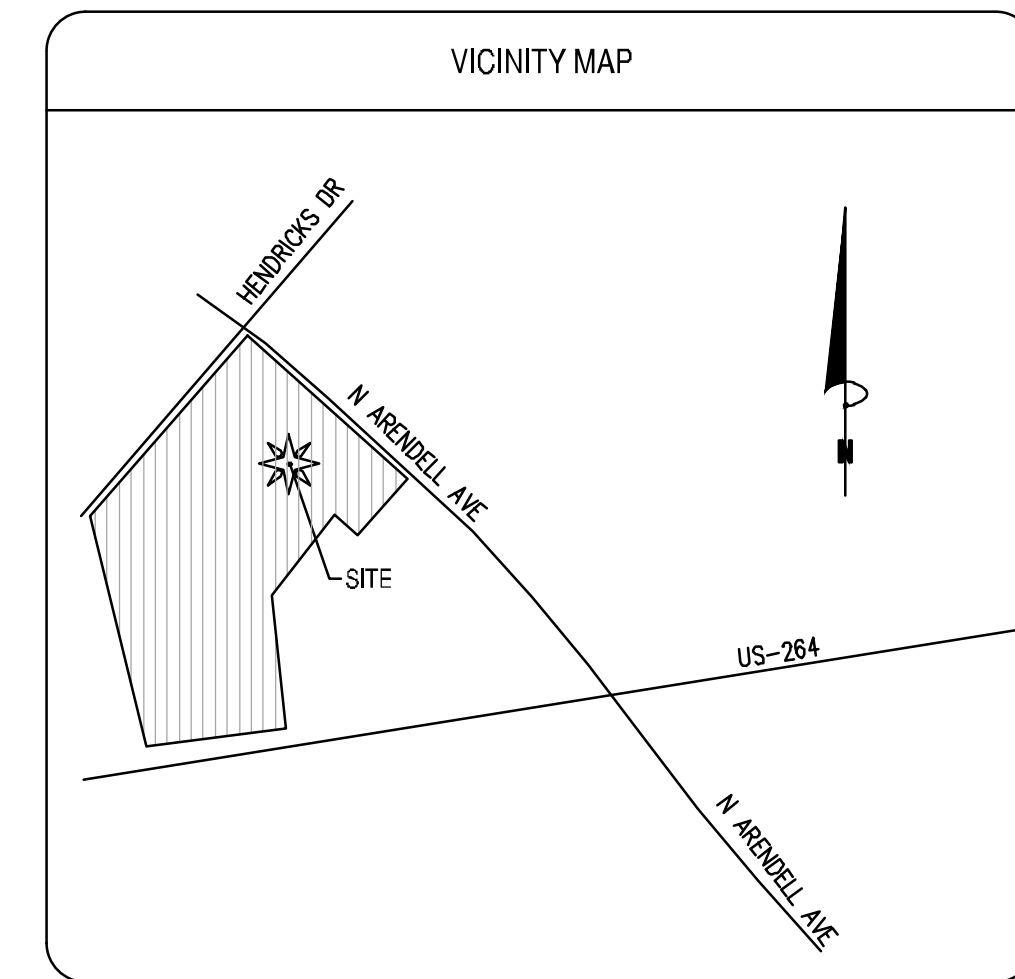 VICINITY MAP
HENDRICKS DR
N ARENDELL AVE
SITE
N
US-264
N ARENDELL AVE